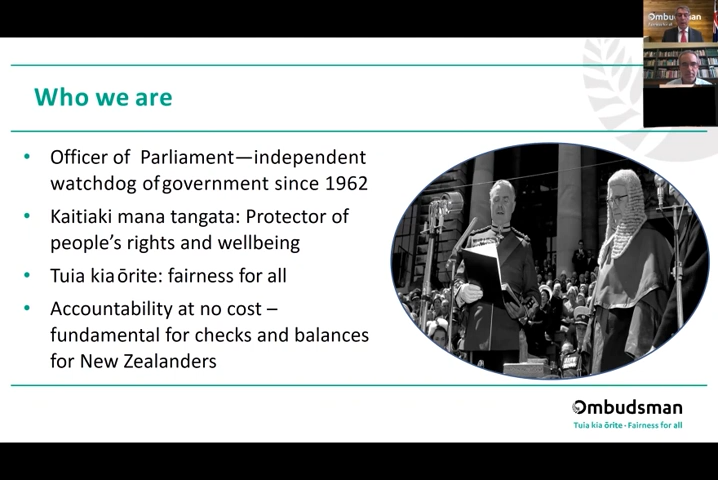 Ombudsman
Who we are
• Officer of Parliament—independent
watchdog of government since 1962
• Kaitiaki mana tangata: Protector of
people's rights and wellbeing
• Tuia kia ōrite: fairness for all
• Accountability at no cost –
fundamental for checks and balances
for New Zealanders
Ombudsman
Tuia kia ōrite · Fairness for all